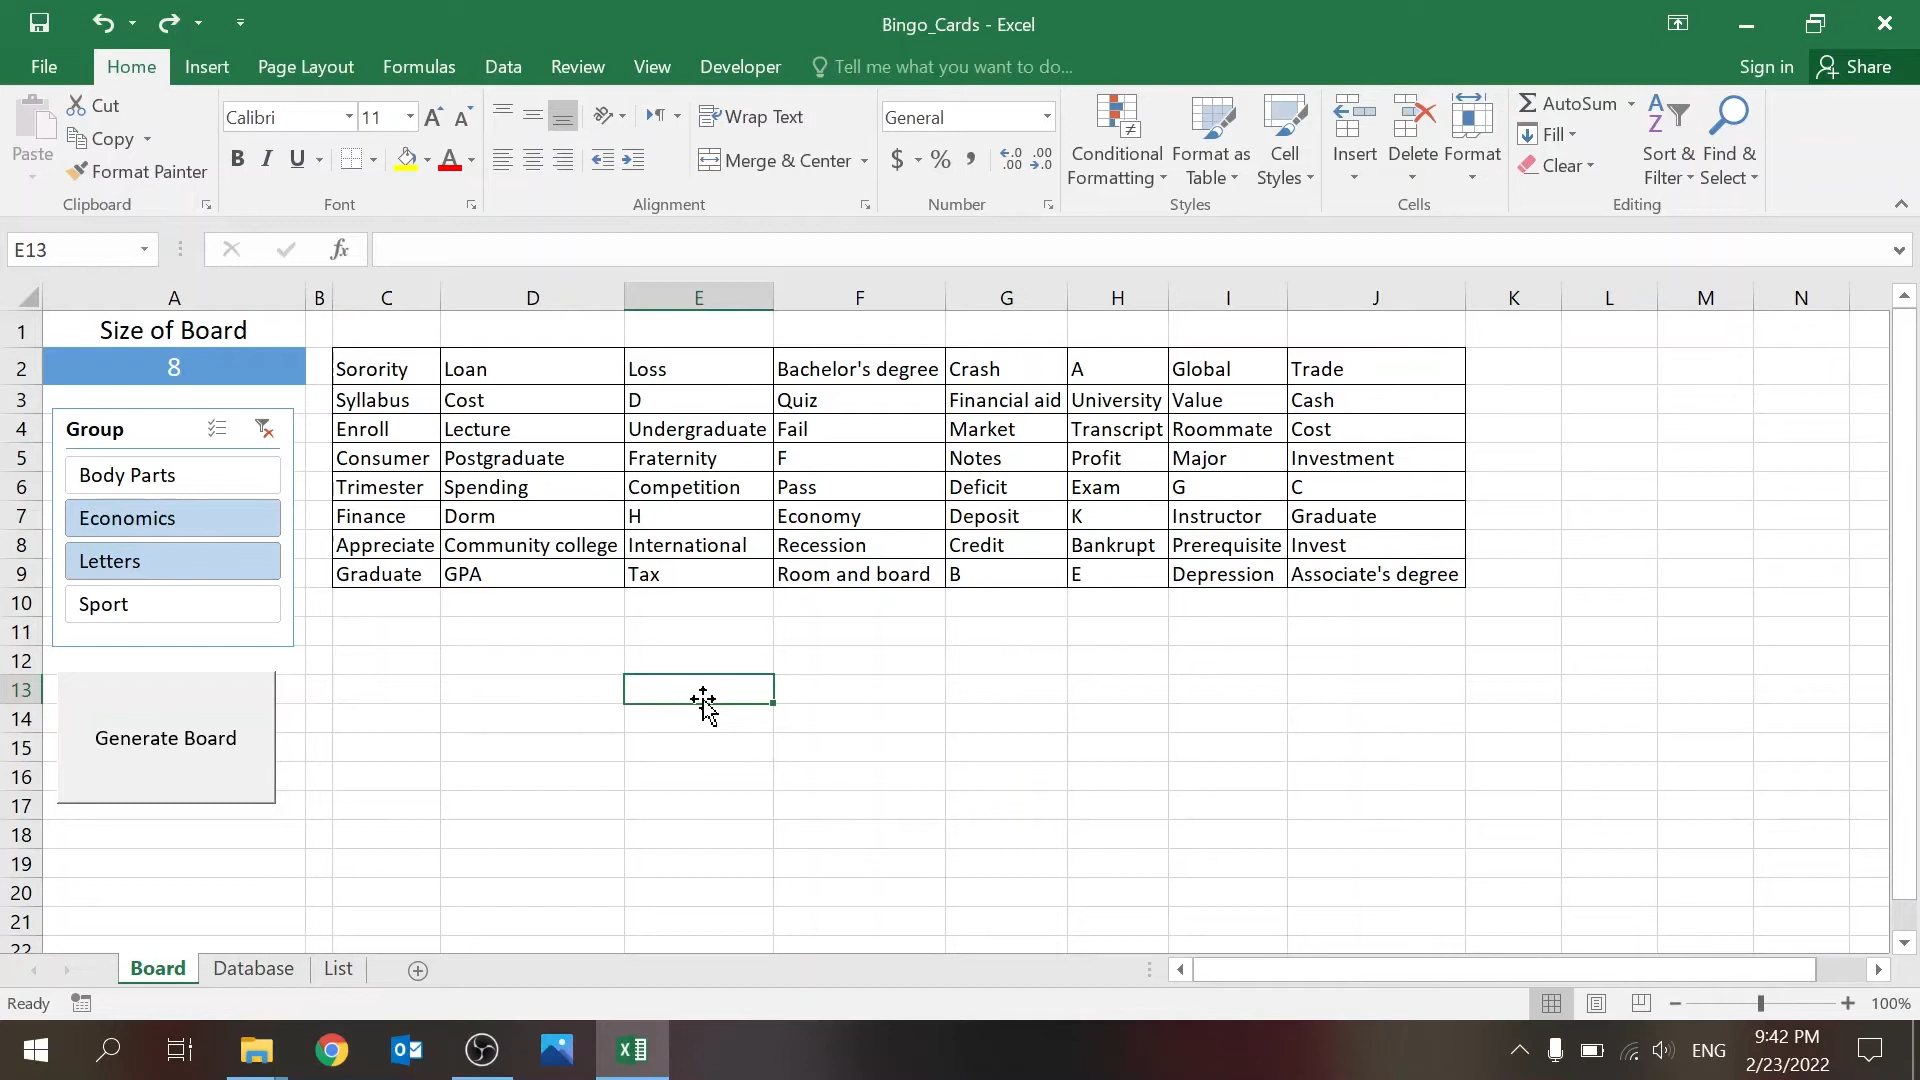 Bingo_Cards - Excel
File Home Insert Page Layout Formulas Data Review View Developer Tell me what you want to do... Sign in Share
Paste Cut Copy Format Painter
Clipboard
Calibri 11 A A
B I U A
Font
Wrap Text
Merge & Center
Alignment
General
$ % , .0 .00 .00 .0
Number
Conditional Formatting Format as Table Cell Styles
Styles
Insert Delete Format
Cells
AutoSum
Fill
Clear
A Z
Sort & Filter Find & Select
Editing
E13 fx
A B C D E F G H I J K L M N
1 Size of Board
2 8 Sorority Loan Loss Bachelor's degree Crash A Global Trade
3 Syllabus Cost D Quiz Financial aid University Value Cash
4 Group Enroll Lecture Undergraduate Fail Market Transcript Roommate Cost
5 Body Parts Consumer Postgraduate Fraternity F Notes Profit Major Investment
6 Trimester Spending Competition Pass Deficit Exam G C
7 Economics Finance Dorm H Economy Deposit K Instructor Graduate
8 Letters Appreciate Community college International Recession Credit Bankrupt Prerequisite Invest
9 Graduate GPA Tax Room and board B E Depression Associate's degree
10 Sport
11
12
13
14
15 Generate Board
16
17
18
19
20
21
22
Board Database List
Ready 100%
ENG 9:42 PM
2/23/2022